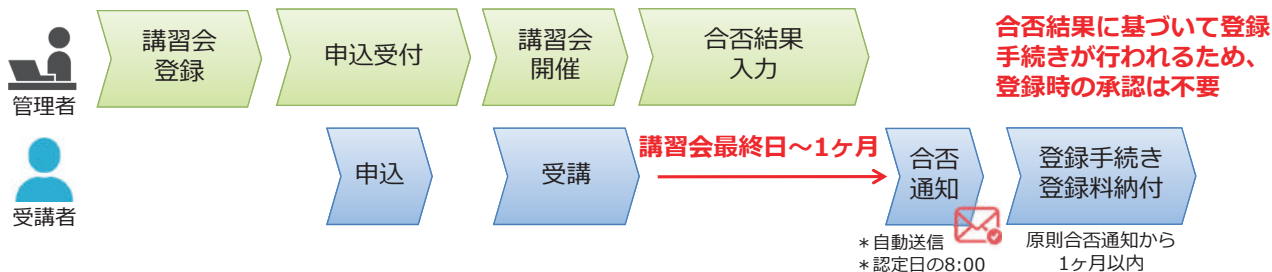 講習会
登録
申込受付
講習会
開催
合否結果
入力
合否結果に基づいて登録
手続きが行われるため、
登録時の承認は不要
管理者
申込
受講
講習会最終日～1ヶ月
合否
通知
登録手続き
登録料納付
受講者
＊自動送信
＊認定日の8:00
原則合否通知から
1ヶ月以内